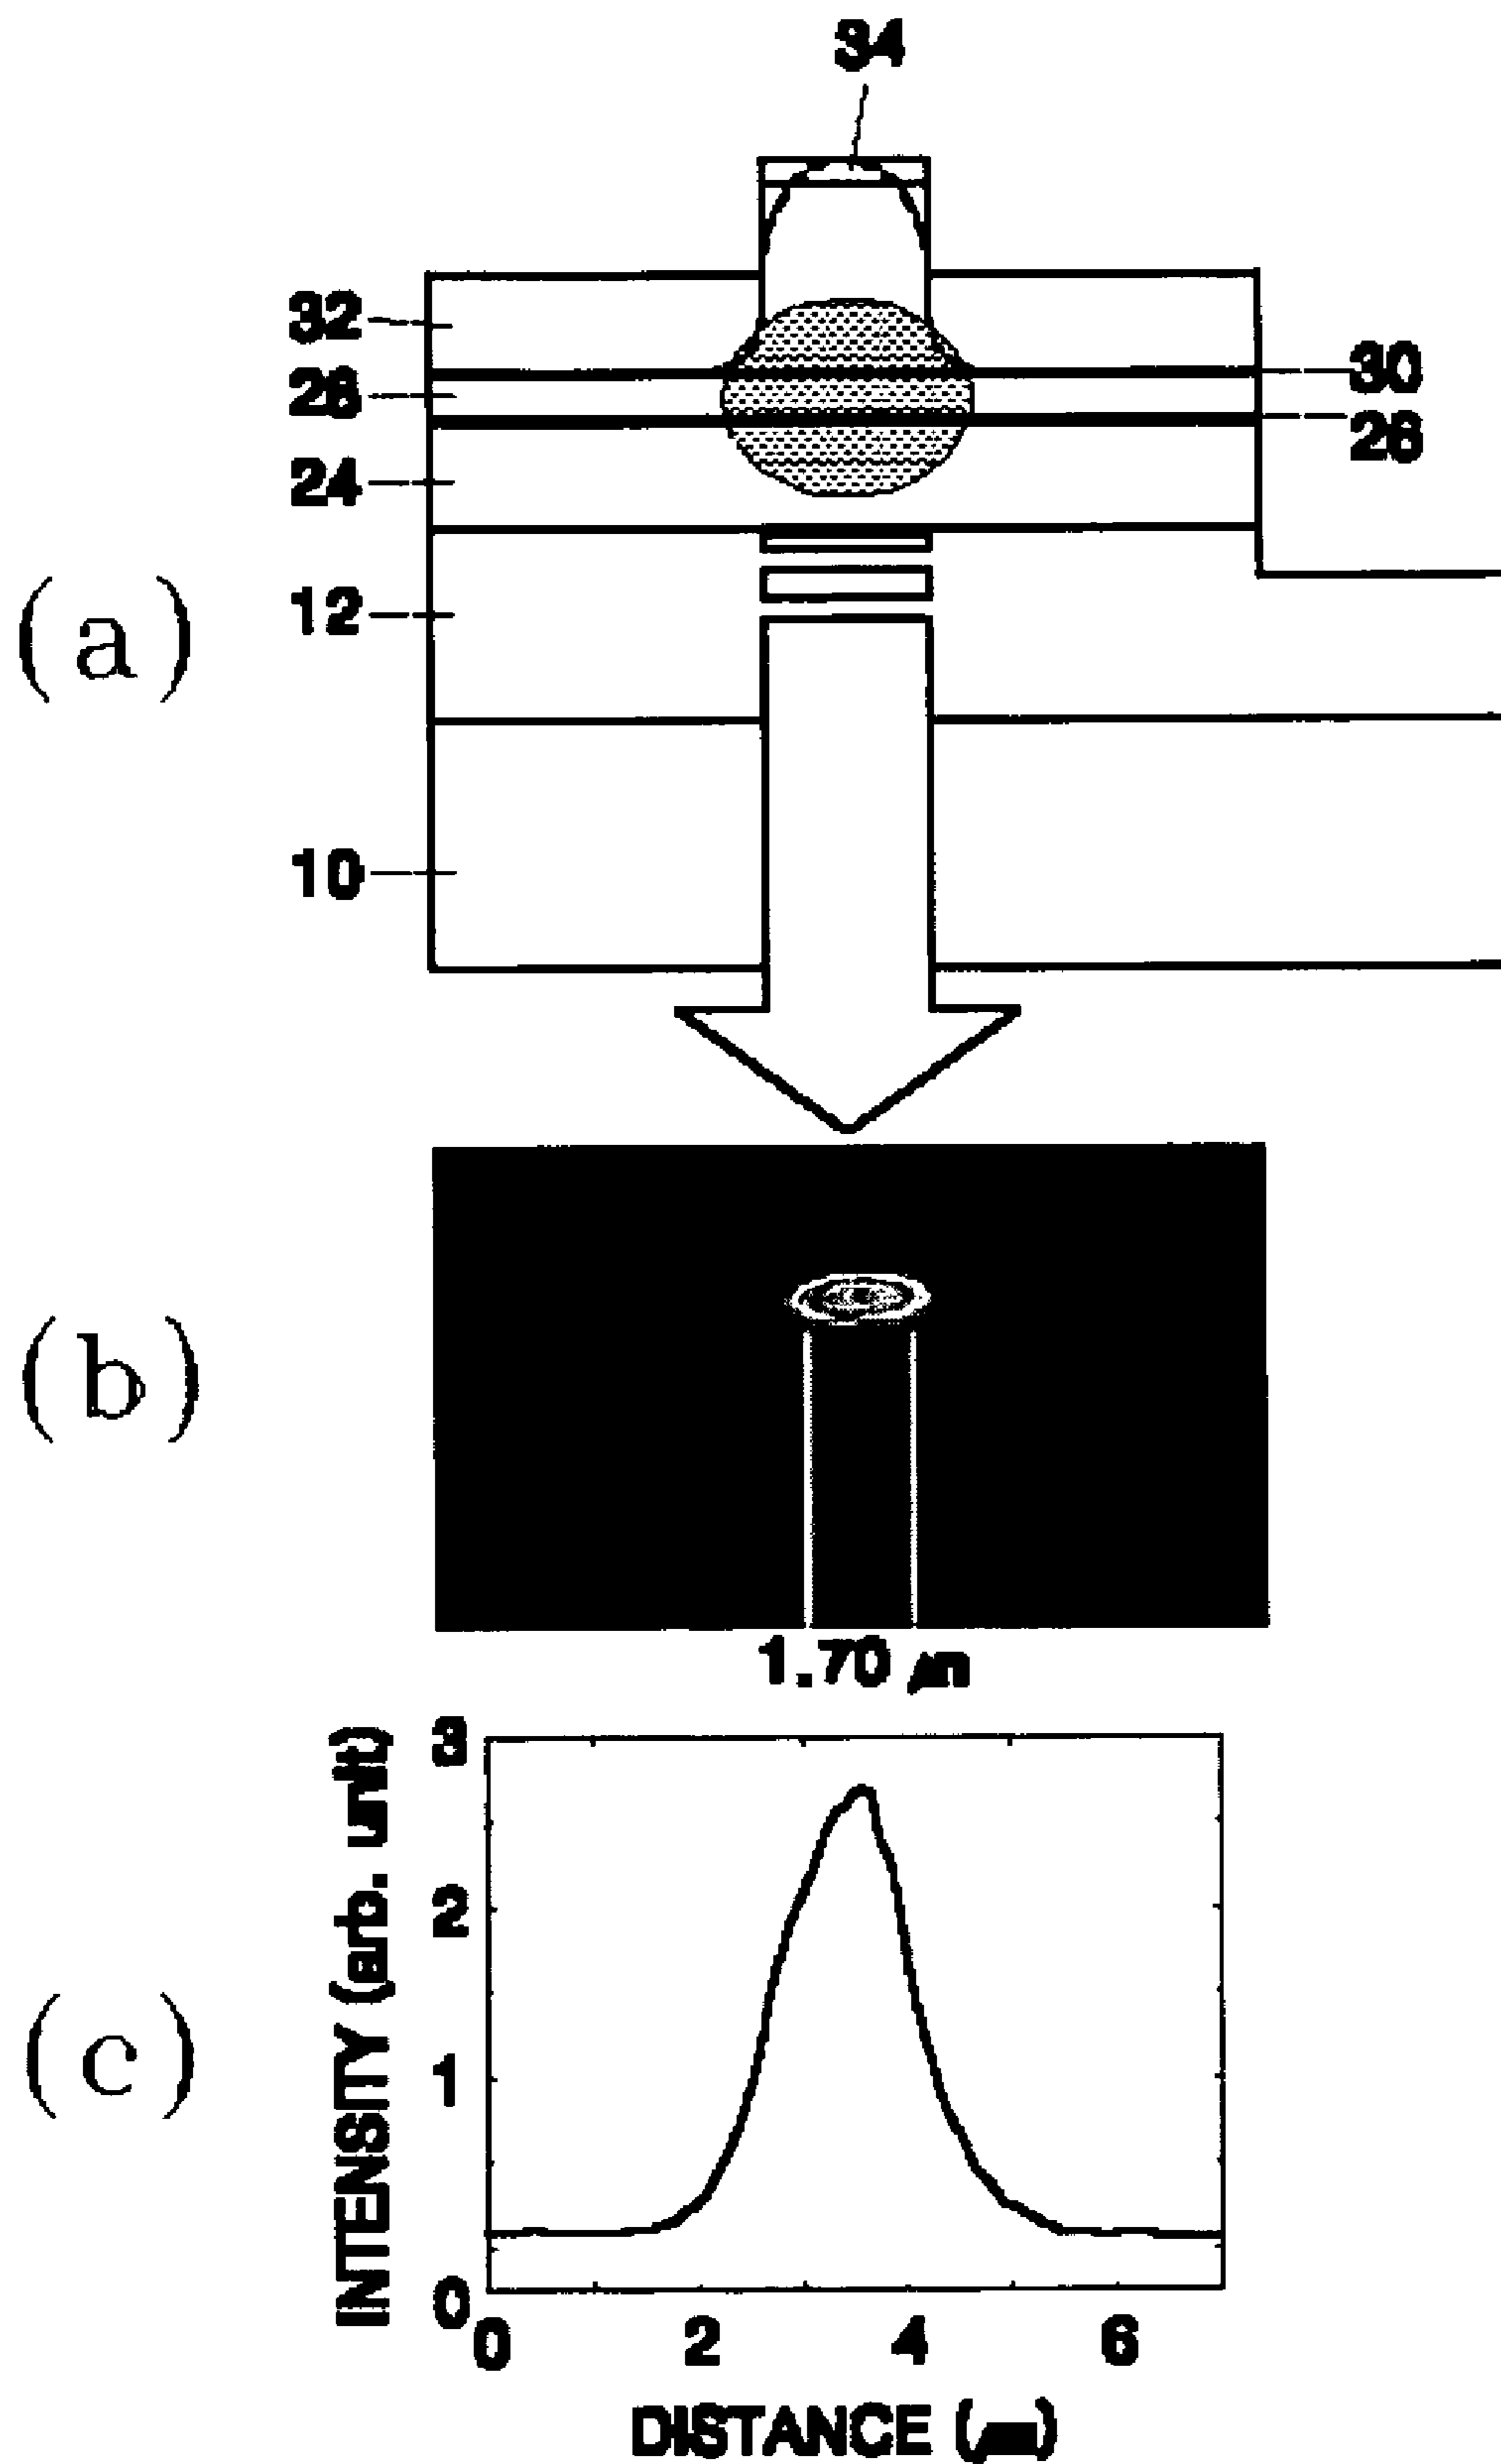 34
32
30
28
26
24
(a)
12
10
(b)
1.70 μm
INTENSITY (arb. unit)
3
2
(c)
1
0
0 2 4 6
DISTANCE (μm)